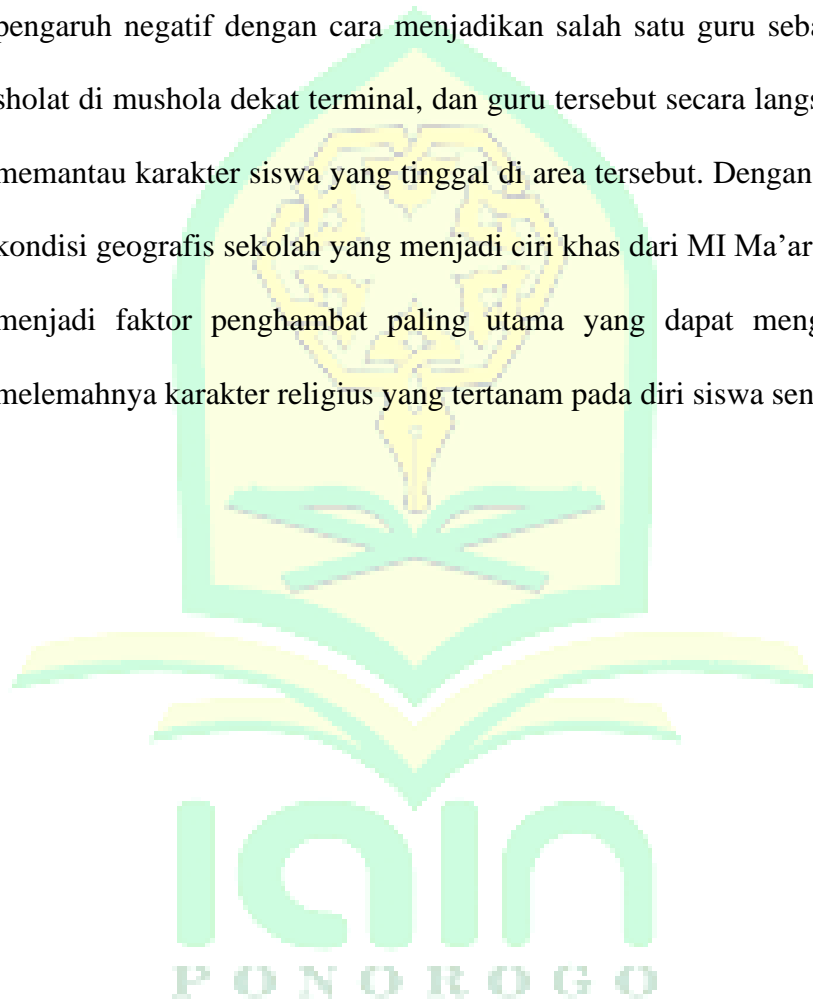 pengaruh negatif dengan cara menjadikan salah satu guru seba
sholat di mushola dekat terminal, dan guru tersebut secara langs
memantau karakter siswa yang tinggal di area tersebut. Dengan
kondisi geografis sekolah yang menjadi ciri khas dari MI Ma’ar
menjadi faktor penghambat paling utama yang dapat meng
melemahnya karakter religius yang tertanam pada diri siswa sen
iain
PONOROGO